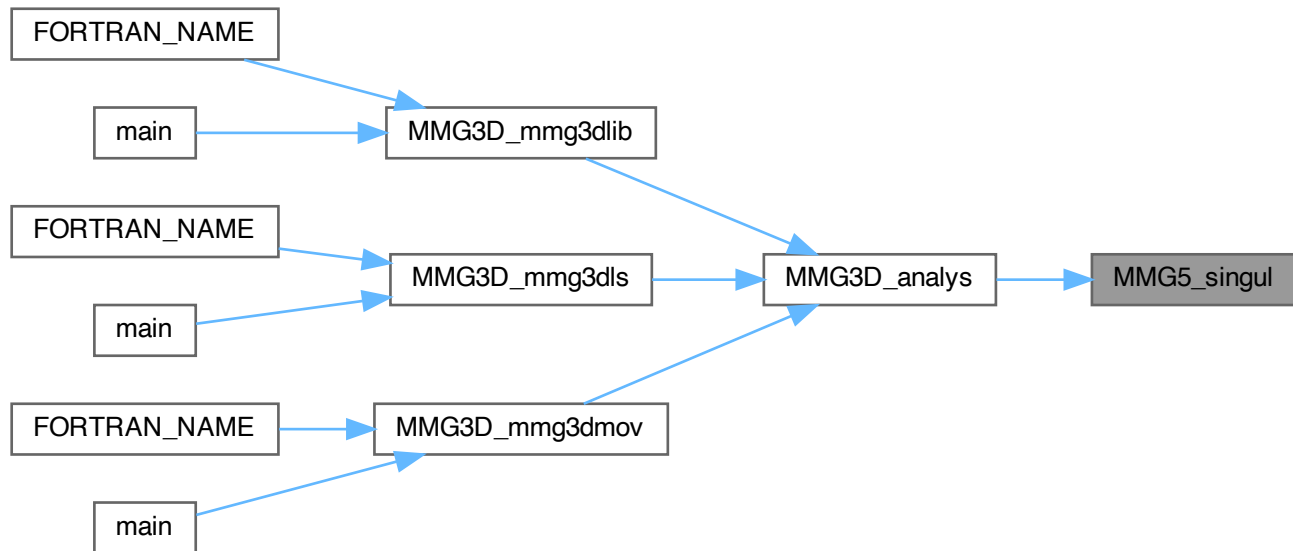 FORTRAN_NAME
main
MMG3D_mmg3dlib
FORTRAN_NAME
main
MMG3D_mmg3dls
MMG3D_analys
MMG5_singul
FORTRAN_NAME
main
MMG3D_mmg3dmov